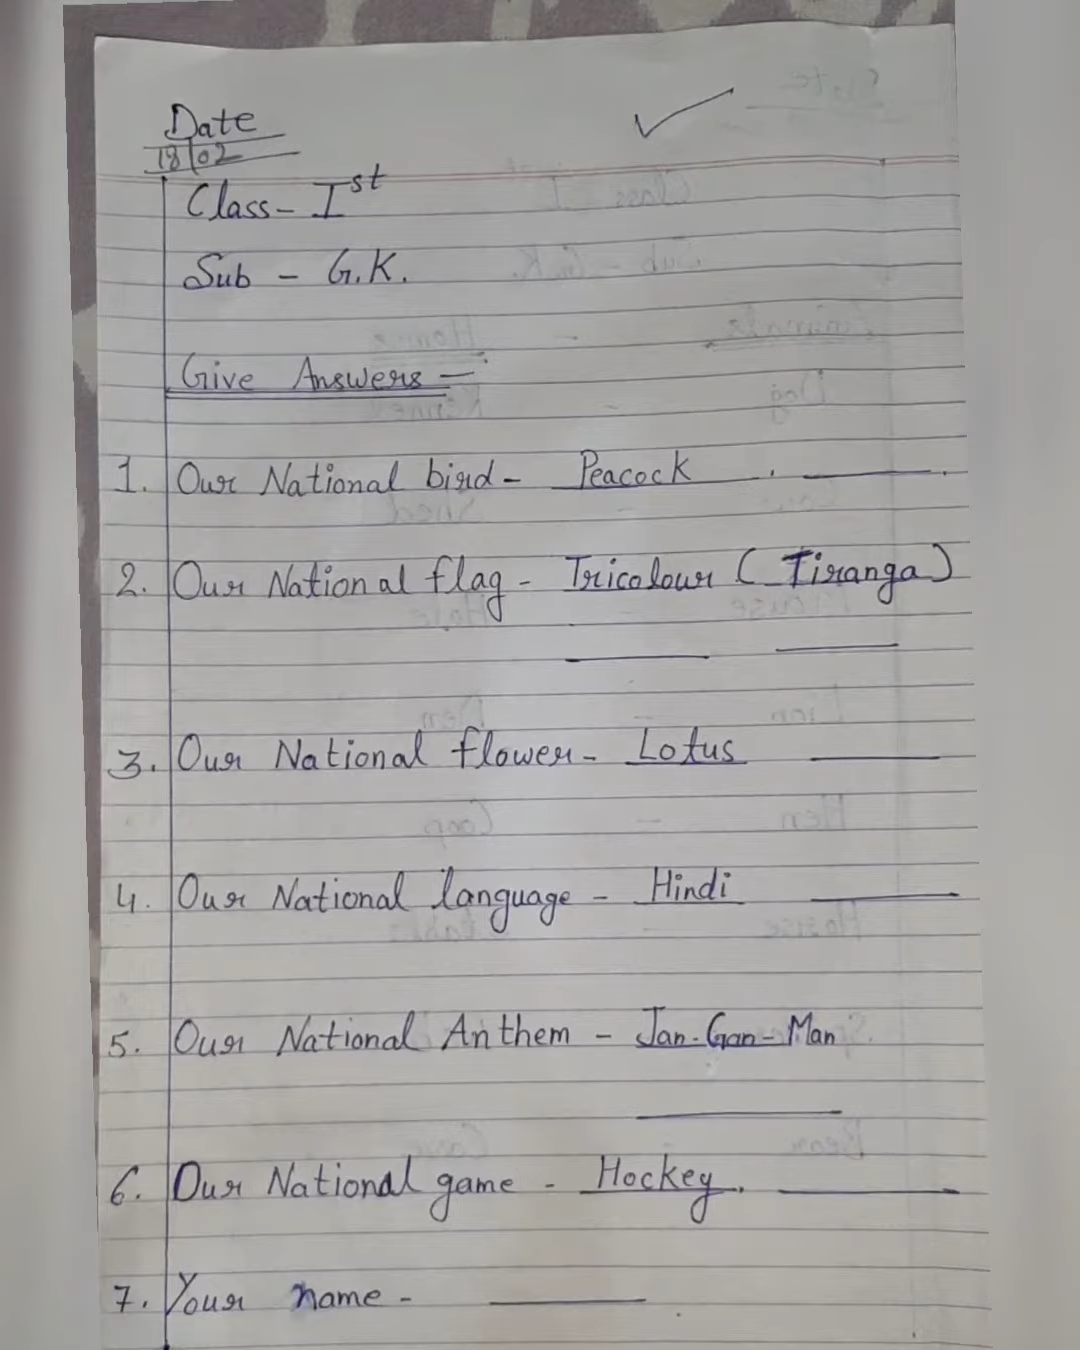 Date
18/02
Class- Ist
Sub - G.K.
Give Answers -
1. Our National bird - Peacock .
2. Our National flag - Tricolour ( Tiranga )
3. Our National flower - Lotus
4. Our National language - Hindi
5. Our National Anthem - Jan-Gan-Man
6. Our National game - Hockey.
7. Your name -